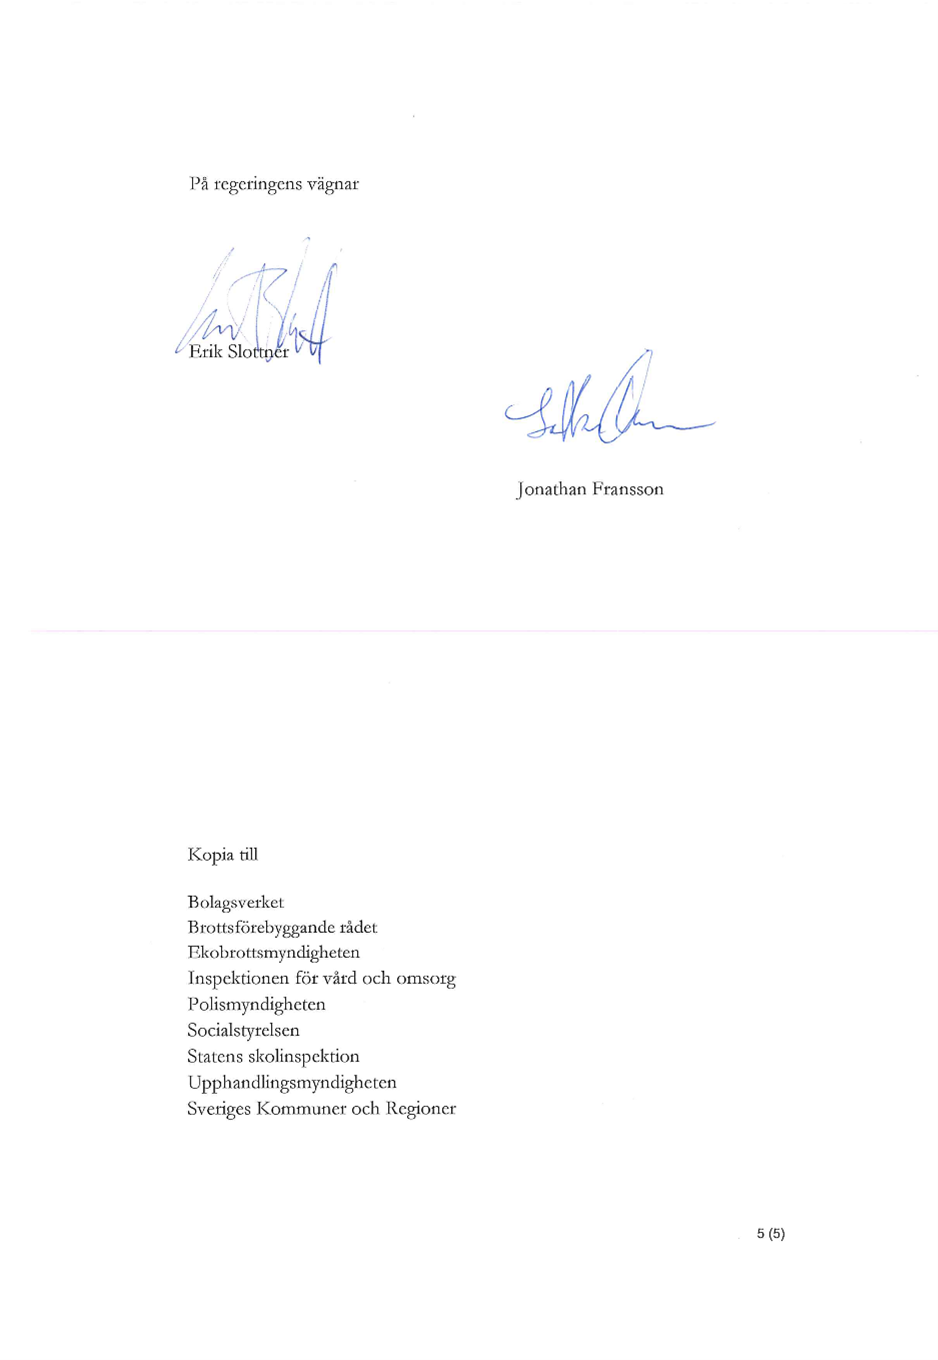 På regeringens vägnar
Erik Slottner
Jonathan Fransson
Kopia till
Bolagsverket
Brottsförebyggande rådet
Ekobrottsmyndigheten
Inspektionen för vård och omsorg
Polismyndigheten
Socialstyrelsen
Statens skolinspektion
Upphandlingsmyndigheten
Sveriges Kommuner och Regioner
5 (5)